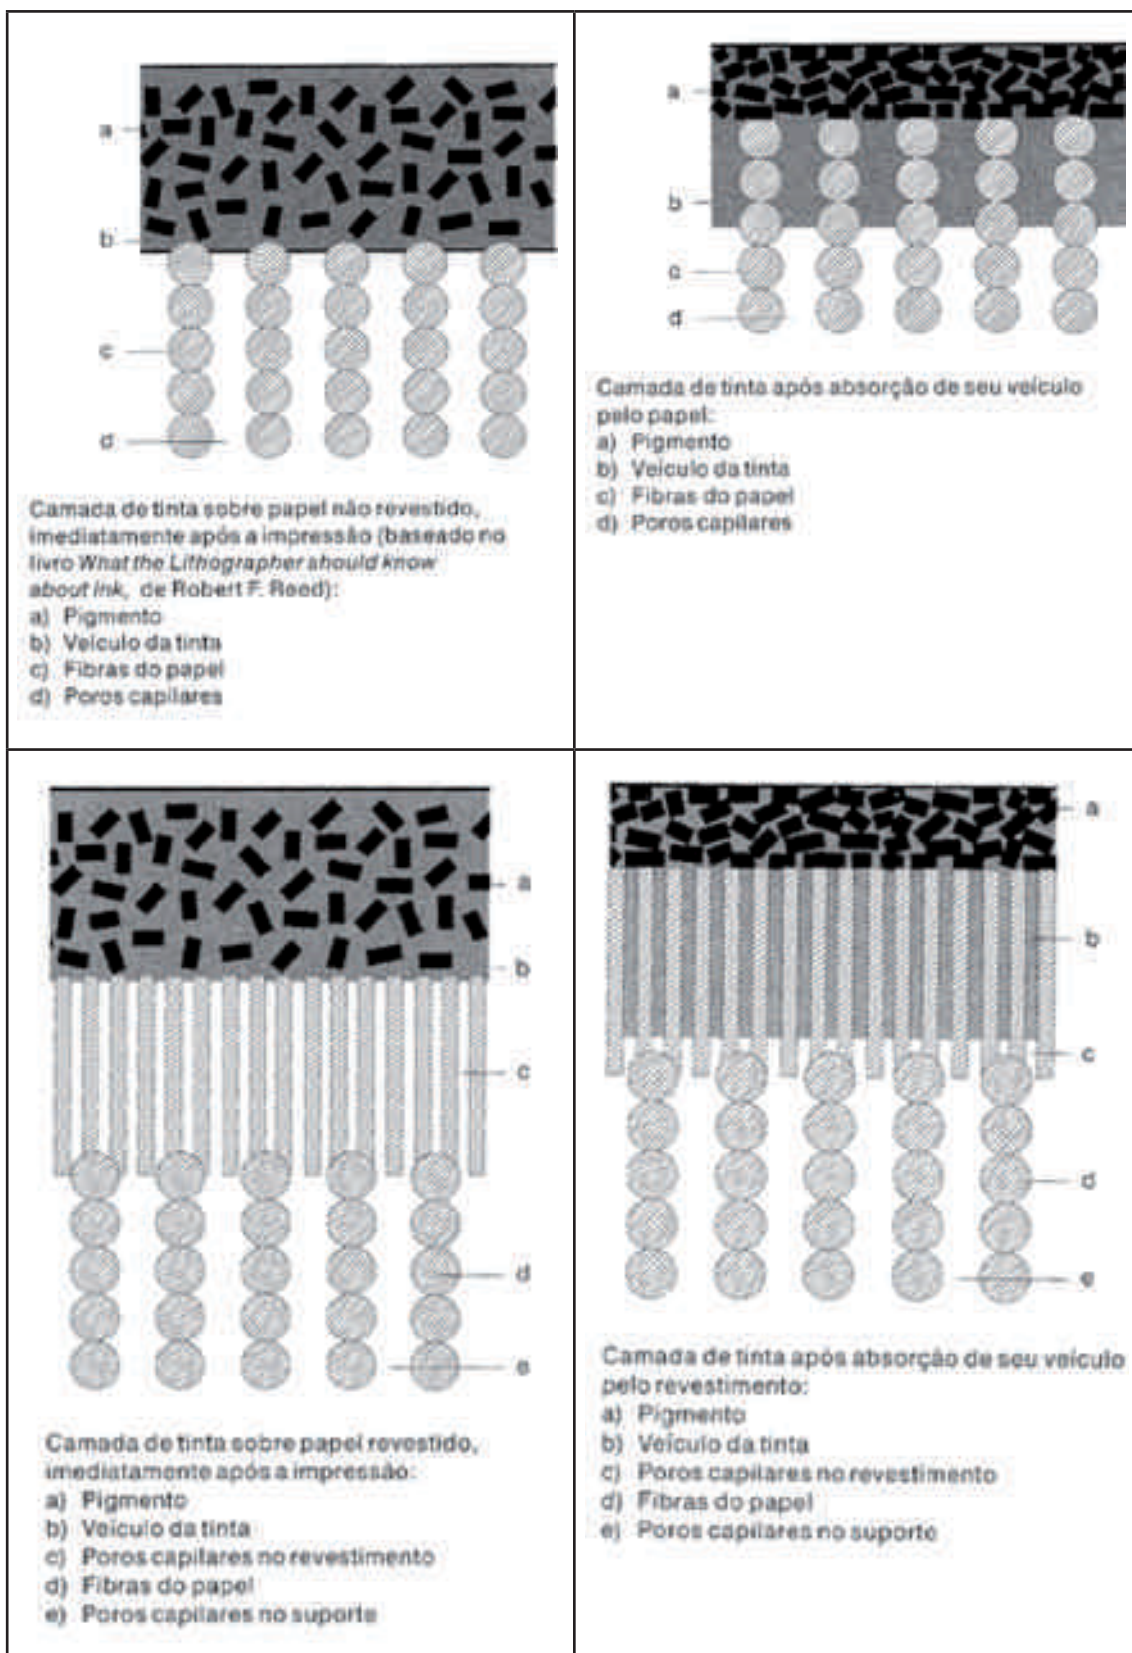 a
b
c
d
Camada de tinta sobre papel não revestido,
imediatamente após a impressão (baseado no
livro What the Lithographer should know
about ink, de Robert F. Reed):
a) Pigmento
b) Veículo da tinta
c) Fibras do papel
d) Poros capilares
a
b
c
d
Camada de tinta após absorção de seu veículo
pelo papel:
a) Pigmento
b) Veículo da tinta
c) Fibras do papel
d) Poros capilares
a
b
c
d
e
Camada de tinta sobre papel revestido,
imediatamente após a impressão:
a) Pigmento
b) Veículo da tinta
c) Poros capilares no revestimento
d) Fibras do papel
e) Poros capilares no suporte
a
b
c
d
e
Camada de tinta após absorção de seu veículo
pelo revestimento:
a) Pigmento
b) Veículo da tinta
c) Poros capilares no revestimento
d) Fibras do papel
e) Poros capilares no suporte